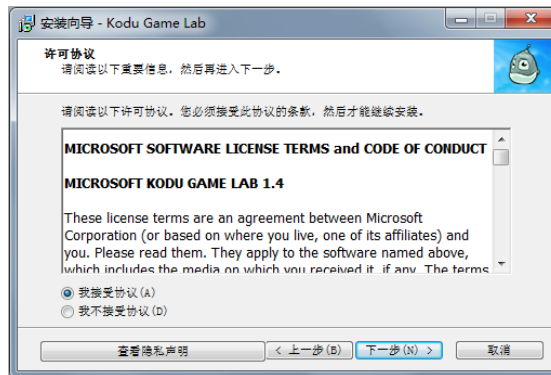 安装向导 - Kodu Game Lab
许可协议
请阅读以下重要信息，然后再进入下一步。
请阅读以下许可协议。您必须接受此协议的条款，然后才能继续安装。
MICROSOFT SOFTWARE LICENSE TERMS and CODE OF CONDUCT
MICROSOFT KODU GAME LAB 1.4
These license terms are an agreement between Microsoft
Corporation (or based on where you live, one of its affiliates) and
you. Please read them. They apply to the software named above,
which includes the media on which you received it, if any. The terms
我接受协议(A)
我不接受协议(D)
查看隐私声明
< 上一步(B)
下一步(N) >
取消